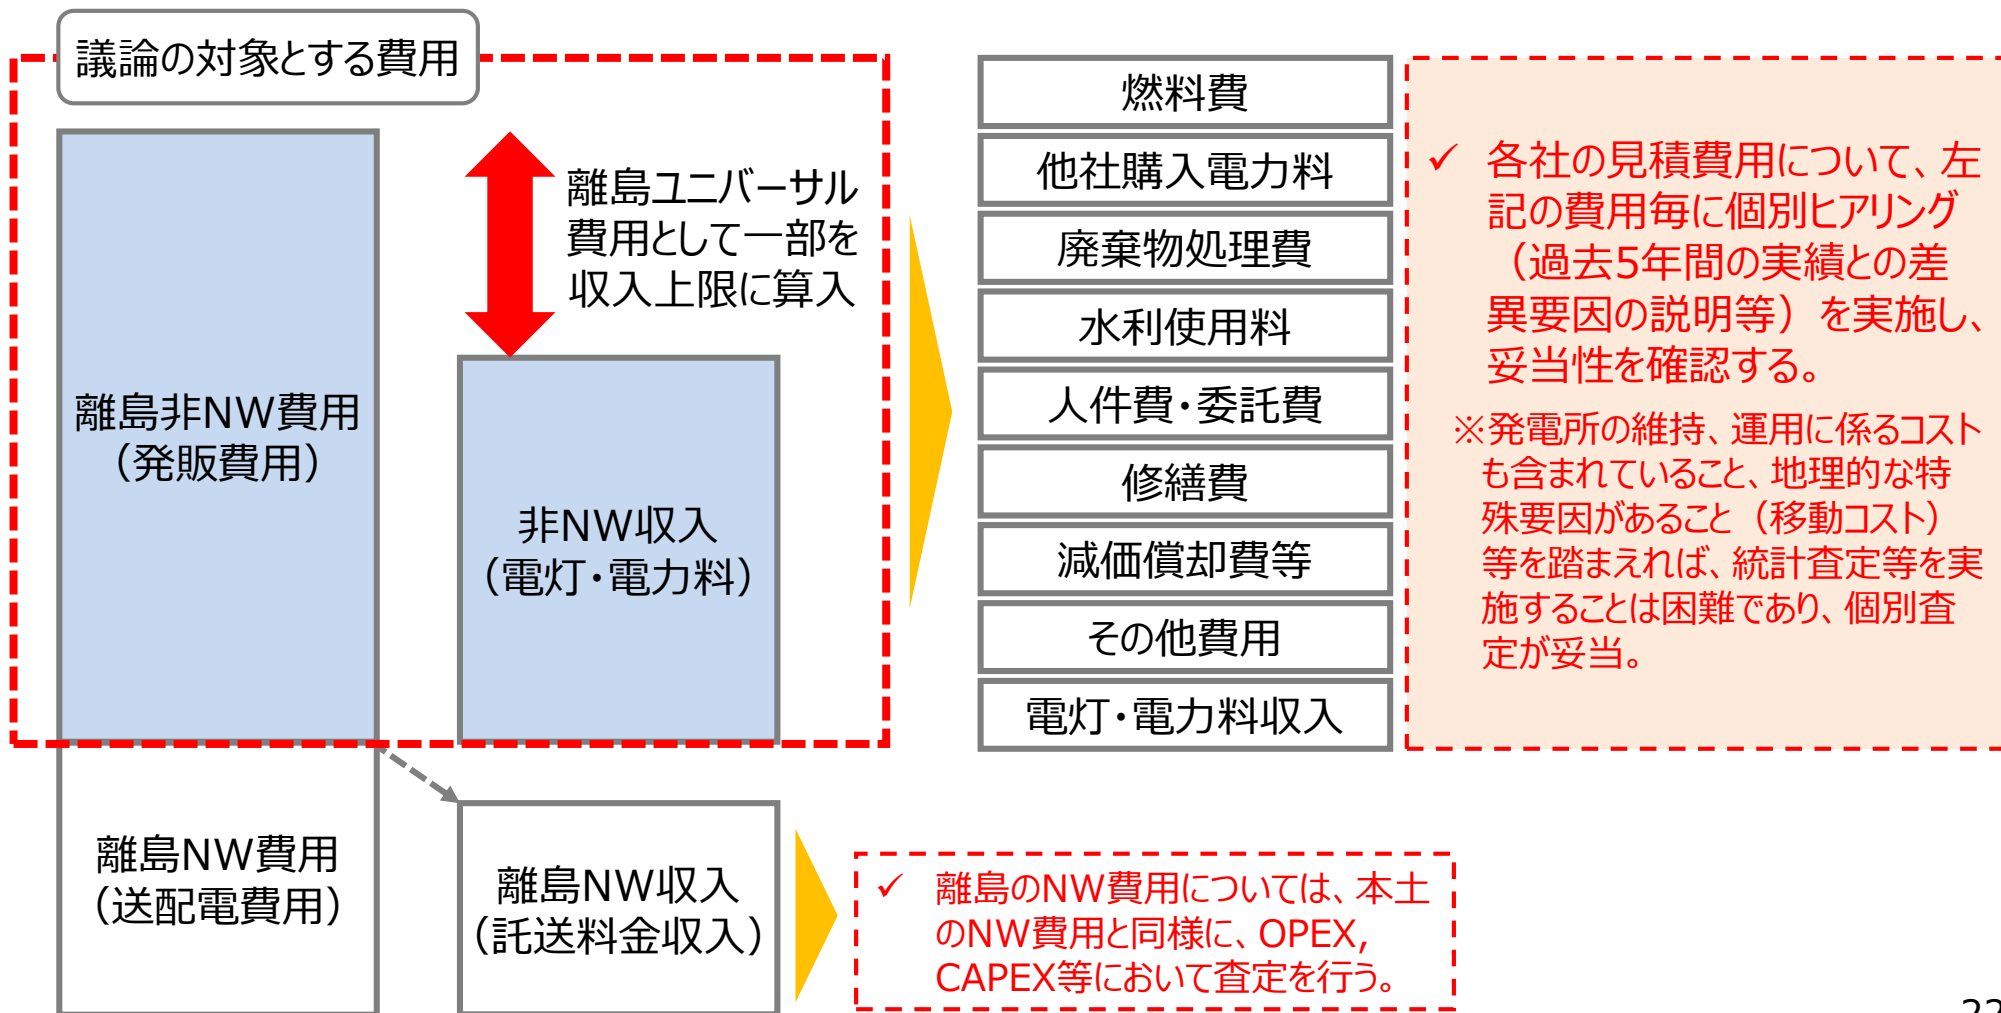 議論の対象とする費用
離島非NW費用
（発販費用）
離島ユニバーサル
費用として一部を
収入上限に算入
非NW収入
（電灯・電力料）
離島NW費用
（送配電費用）
離島NW収入
（託送料金収入）
燃料費
他社購入電力料
廃棄物処理費
水利使用料
人件費・委託費
修繕費
減価償却費等
その他費用
電灯・電力料収入
✓ 各社の見積費用について、左
記の費用毎に個別ヒアリング
（過去5年間の実績との差
異要因の説明等）を実施し、
妥当性を確認する。
※発電所の維持、運用に係るコスト
も含まれていること、地理的な特
殊要因があること（移動コスト）
等を踏まえれば、統計査定等を実
施することは困難であり、個別査
定が妥当。
✓ 離島のNW費用については、本土
のNW費用と同様に、OPEX,
CAPEX等において査定を行う。
22